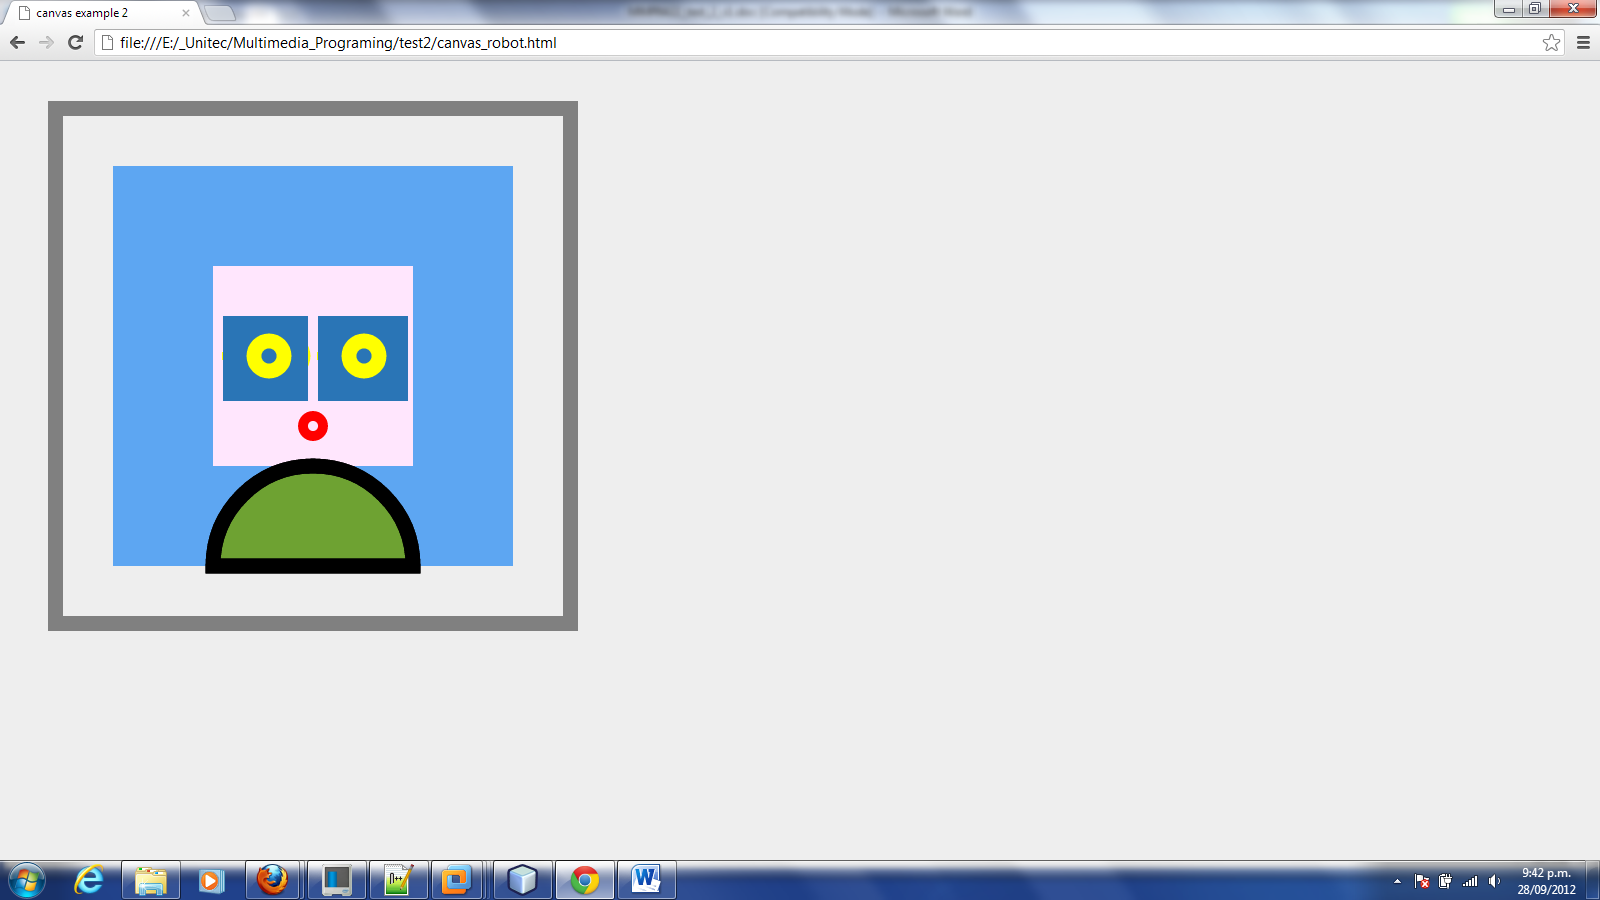 canvas example 2
file:///E:/_Unitec/Multimedia_Programing/test2/canvas_robot.html
9:42 p.m.
28/09/2012